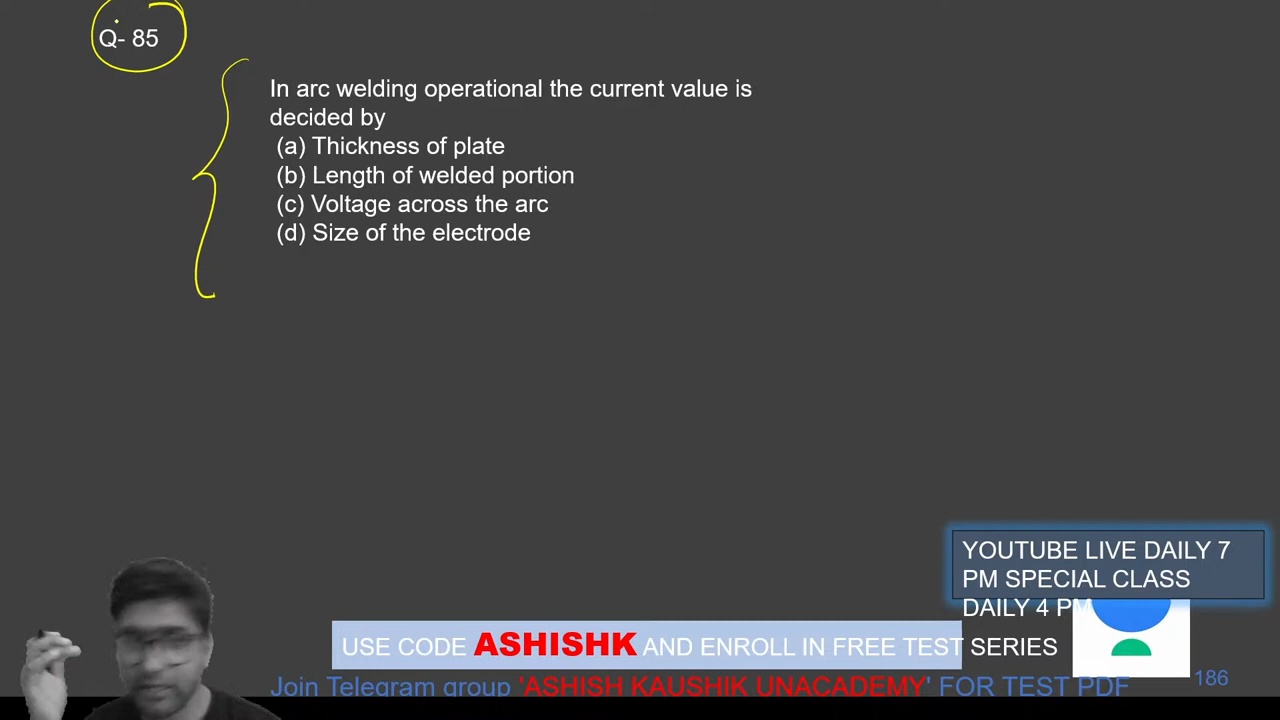 Q- 85
In arc welding operational the current value is
decided by
(a) Thickness of plate
(b) Length of welded portion
(c) Voltage across the arc
(d) Size of the electrode
YOUTUBE LIVE DAILY 7
PM SPECIAL CLASS
DAILY 4 PM
USE CODE ASHISHK AND ENROLL IN FREE TEST SERIES
Join Telegram group 'ASHISH KAUSHIK UNACADEMY' FOR TEST PDF
186